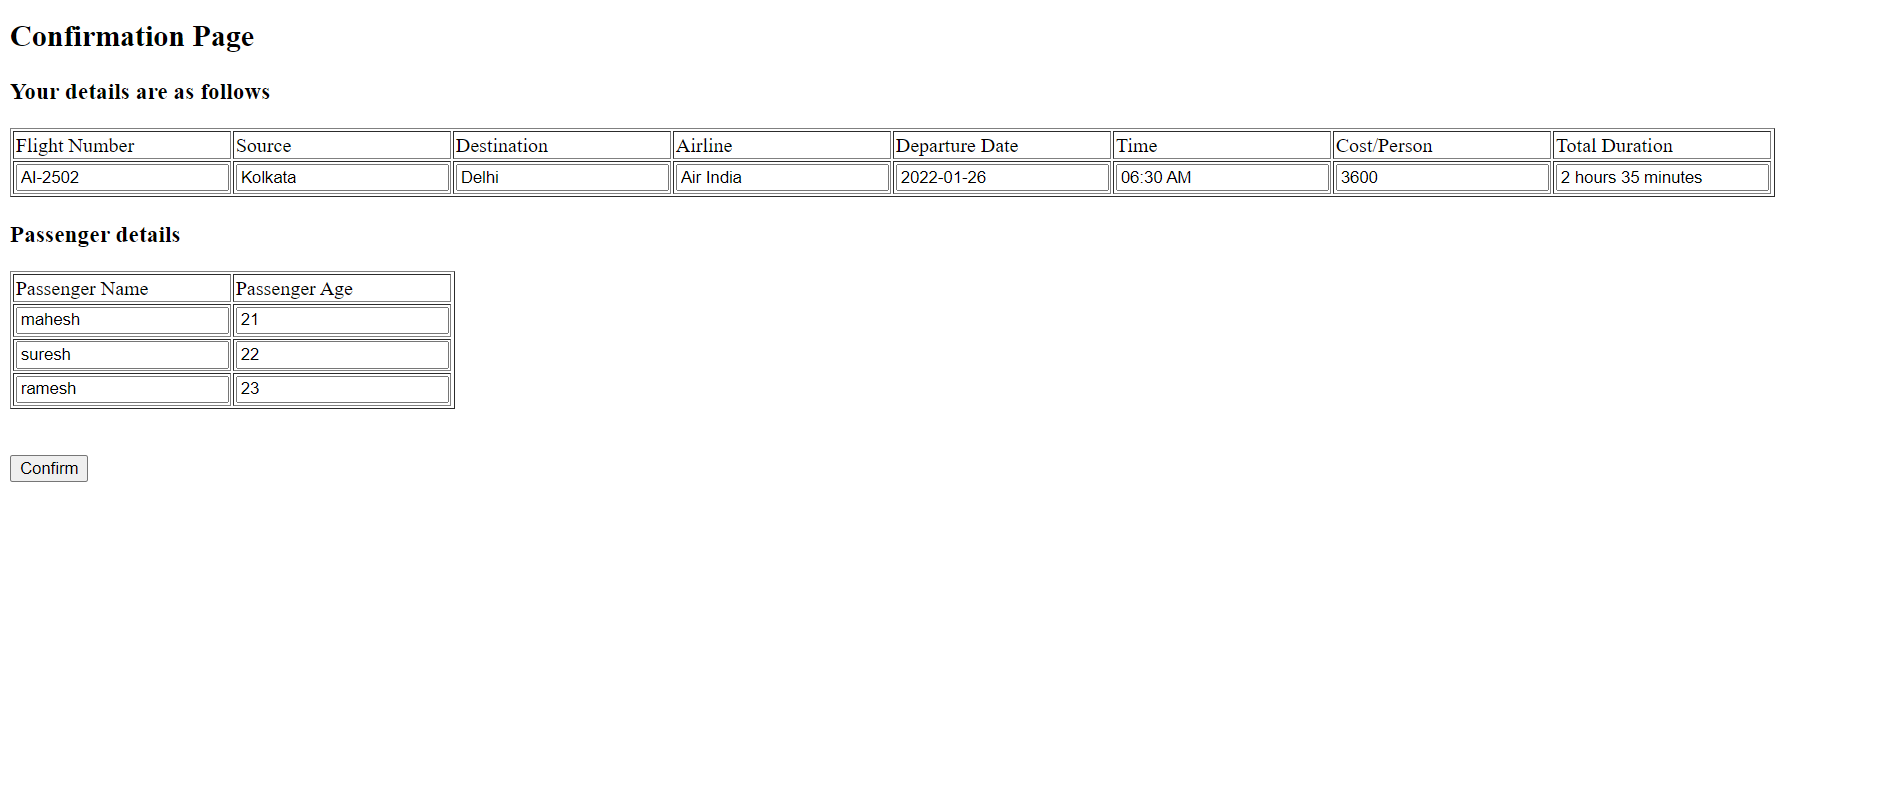 Confirmation Page
Your details are as follows
Flight Number Source Destination Airline Departure Date Time Cost/Person Total Duration
AI-2502 Kolkata Delhi Air India 2022-01-26 06:30 AM 3600 2 hours 35 minutes
Passenger details
Passenger Name Passenger Age
mahesh 21
suresh 22
ramesh 23
Confirm